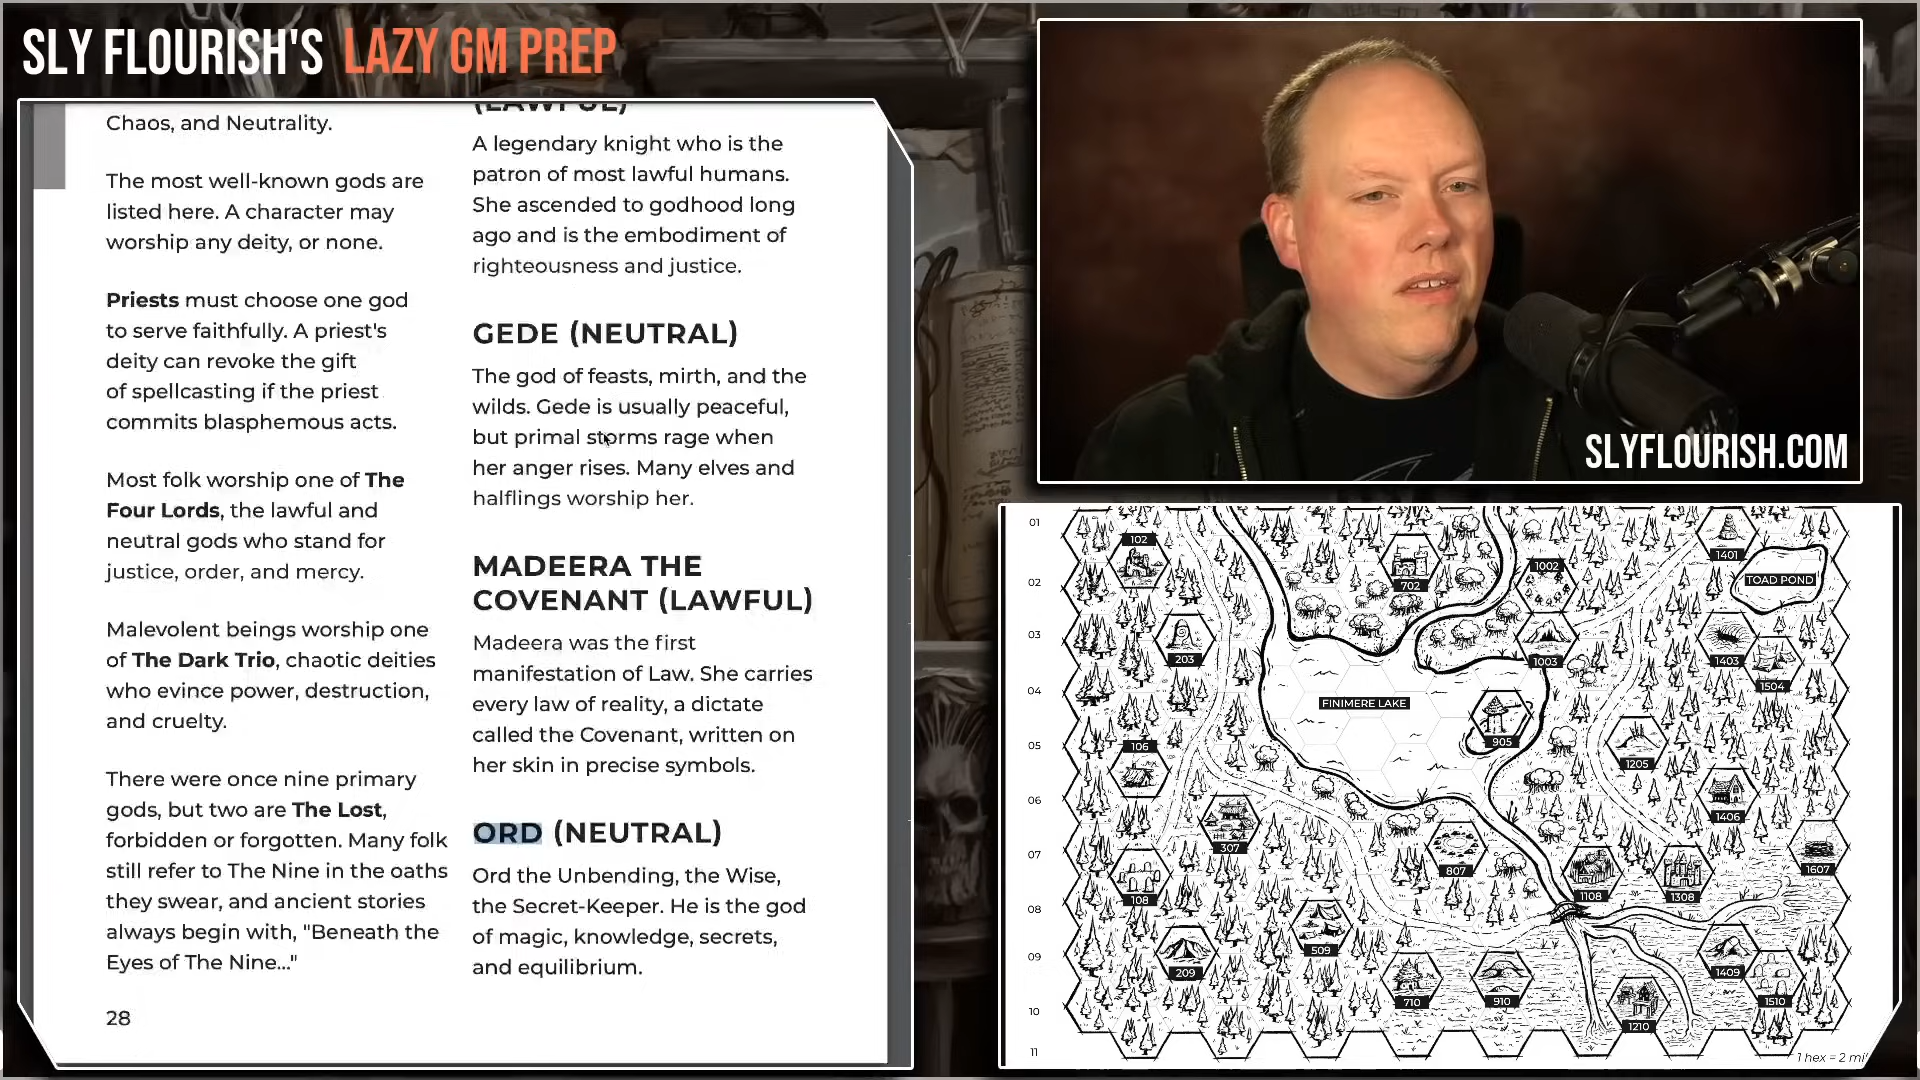 SLY FLOURISH'S LAZY GM PREP
Chaos, and Neutrality.
The most well-known gods are
listed here. A character may
worship any deity, or none.
Priests must choose one god
to serve faithfully. A priest's
deity can revoke the gift
of spellcasting if the priest
commits blasphemous acts.
Most folk worship one of The
Four Lords, the lawful and
neutral gods who stand for
justice, order, and mercy.
Malevolent beings worship one
of The Dark Trio, chaotic deities
who evince power, destruction,
and cruelty.
There were once nine primary
gods, but two are The Lost,
forbidden or forgotten. Many folk
still refer to The Nine in the oaths
they swear, and ancient stories
always begin with, "Beneath the
Eyes of The Nine..."
28
(LAWFUL)
A legendary knight who is the
patron of most lawful humans.
She ascended to godhood long
ago and is the embodiment of
righteousness and justice.
GEDE (NEUTRAL)
The god of feasts, mirth, and the
wilds. Gede is usually peaceful,
but primal storms rage when
her anger rises. Many elves and
halflings worship her.
MADEERA THE
COVENANT (LAWFUL)
Madeera was the first
manifestation of Law. She carries
every law of reality, a dictate
called the Covenant, written on
her skin in precise symbols.
ORD (NEUTRAL)
Ord the Unbending, the Wise,
the Secret-Keeper. He is the god
of magic, knowledge, secrets,
and equilibrium.
SLYFLOURISH.COM
01
102
1401
702
1002
TOAD POND
02
03
203
1003
1403
1504
04
FINIMERE LAKE
905
05
106
1205
06
307
1406
07
807
1607
108
1108
1308
08
509
09
209
710
910
1409
1510
10
1210
11
1 hex = 2 mi